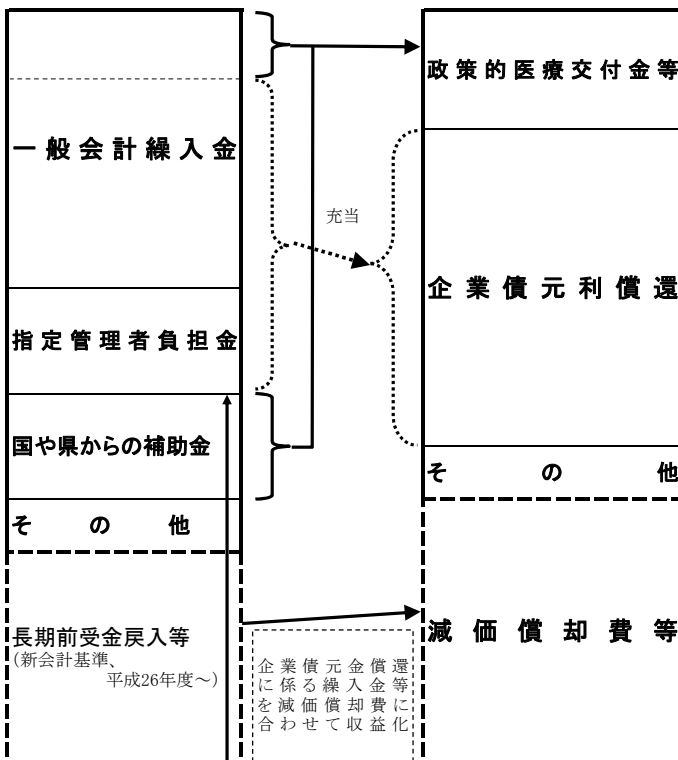 一般会計繰入金
指定管理者負担金
国や県からの補助金
その他
長期前受金戻入等
(新会計基準、
平成26年度～)
充当
企業債元金償還
に係る繰入金等
を減価償却費に
合わせて収益化
政策的医療交付金等
企業債元利償還
その他
減価償却費等